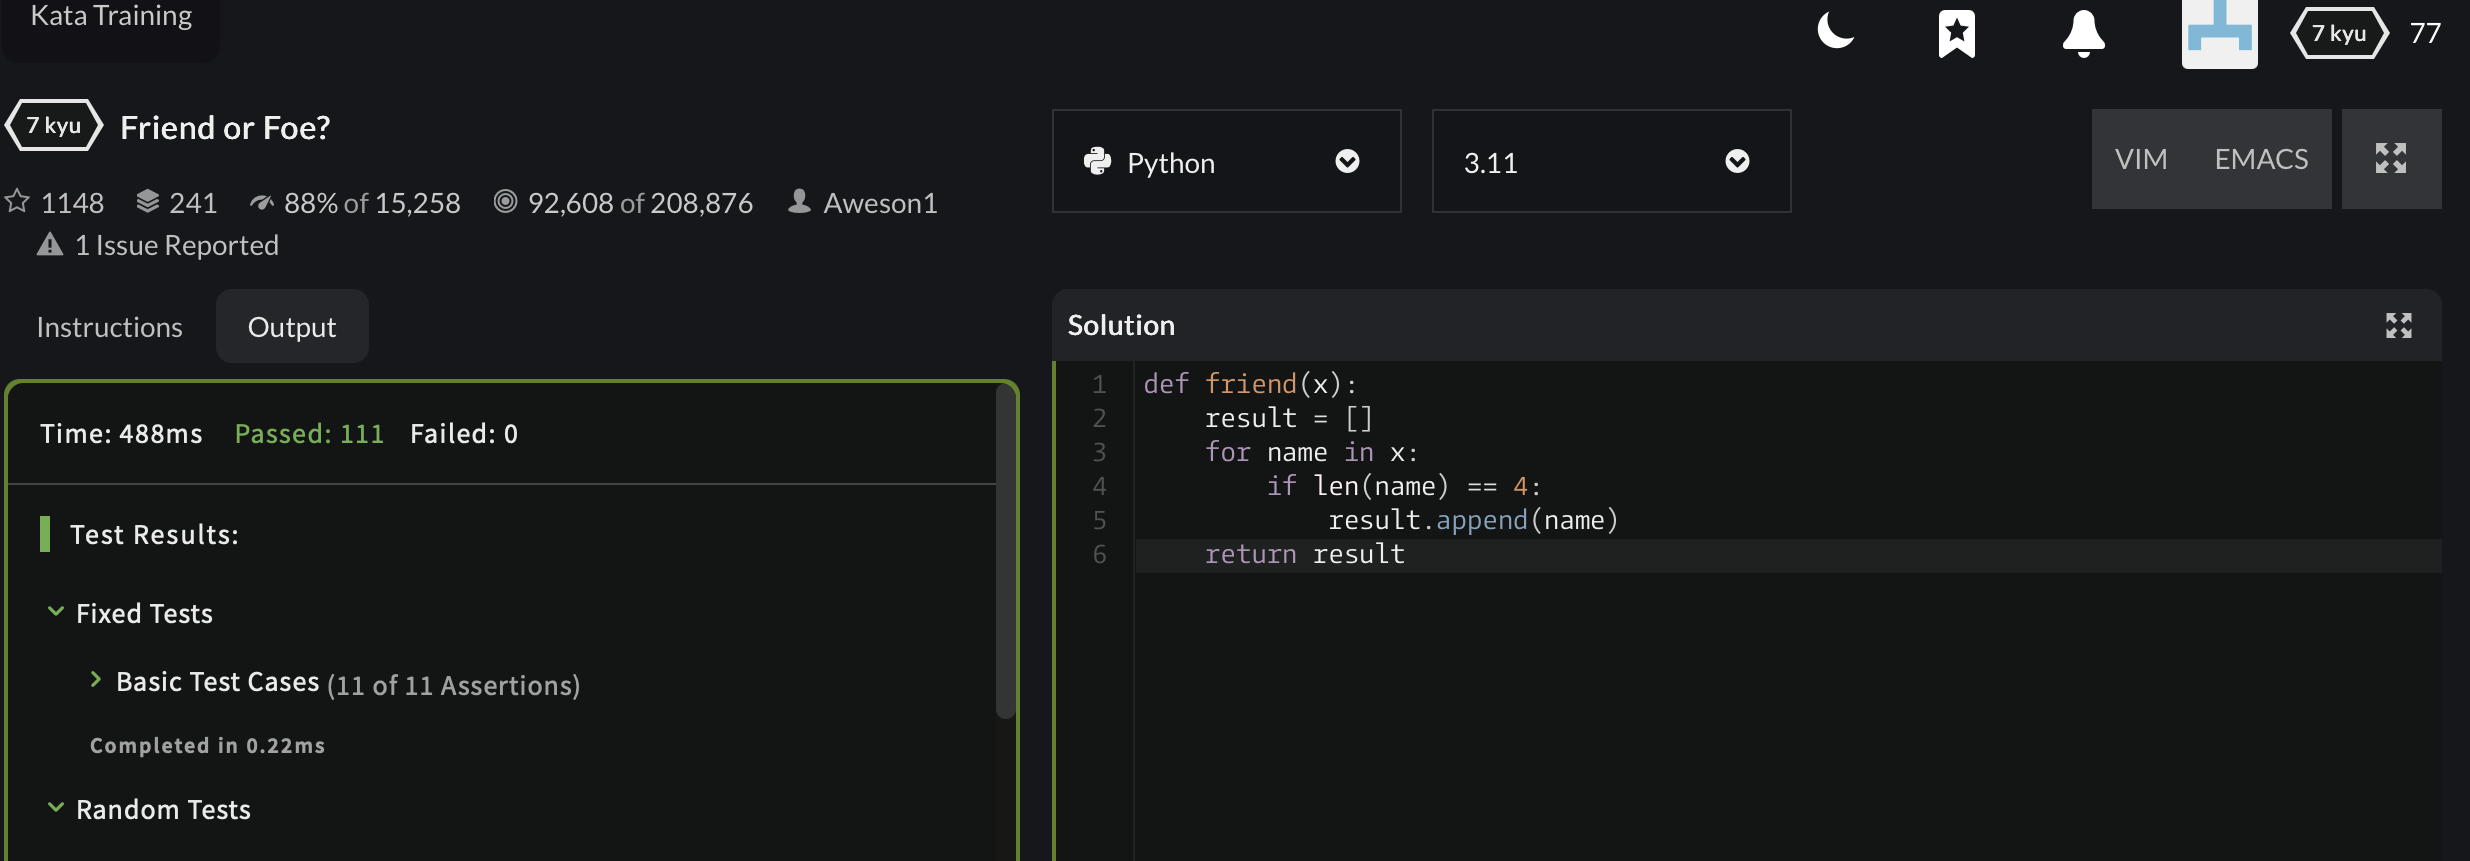 Kata Training
7 kyu 77
7 kyu Friend or Foe?
1148 241 88% of 15,258 92,608 of 208,876 Aweson1
1 Issue Reported
Python 3.11 VIM EMACS
Instructions Output
Time: 488ms Passed: 111 Failed: 0
Test Results:
Fixed Tests
Basic Test Cases (11 of 11 Assertions)
Completed in 0.22ms
Random Tests
Solution
1 def friend(x):
2     result = []
3     for name in x:
4         if len(name) == 4:
5             result.append(name)
6     return result